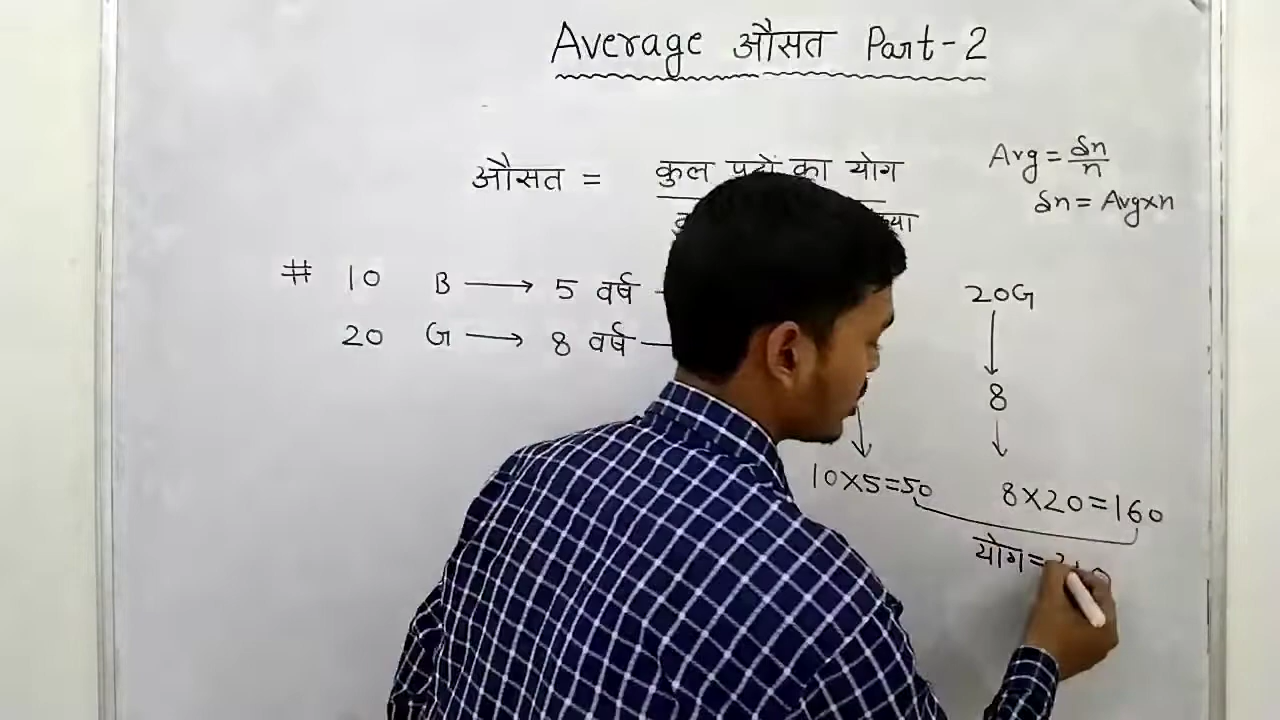 Average औसत Part-2
औसत = कुल पदों का योग
Avg = Sn/n
Sn = Avg×n
# 10 B → 5 वर्ष
20 G → 8 वर्ष
20G
8
10×5=50
8×20=160
योग=